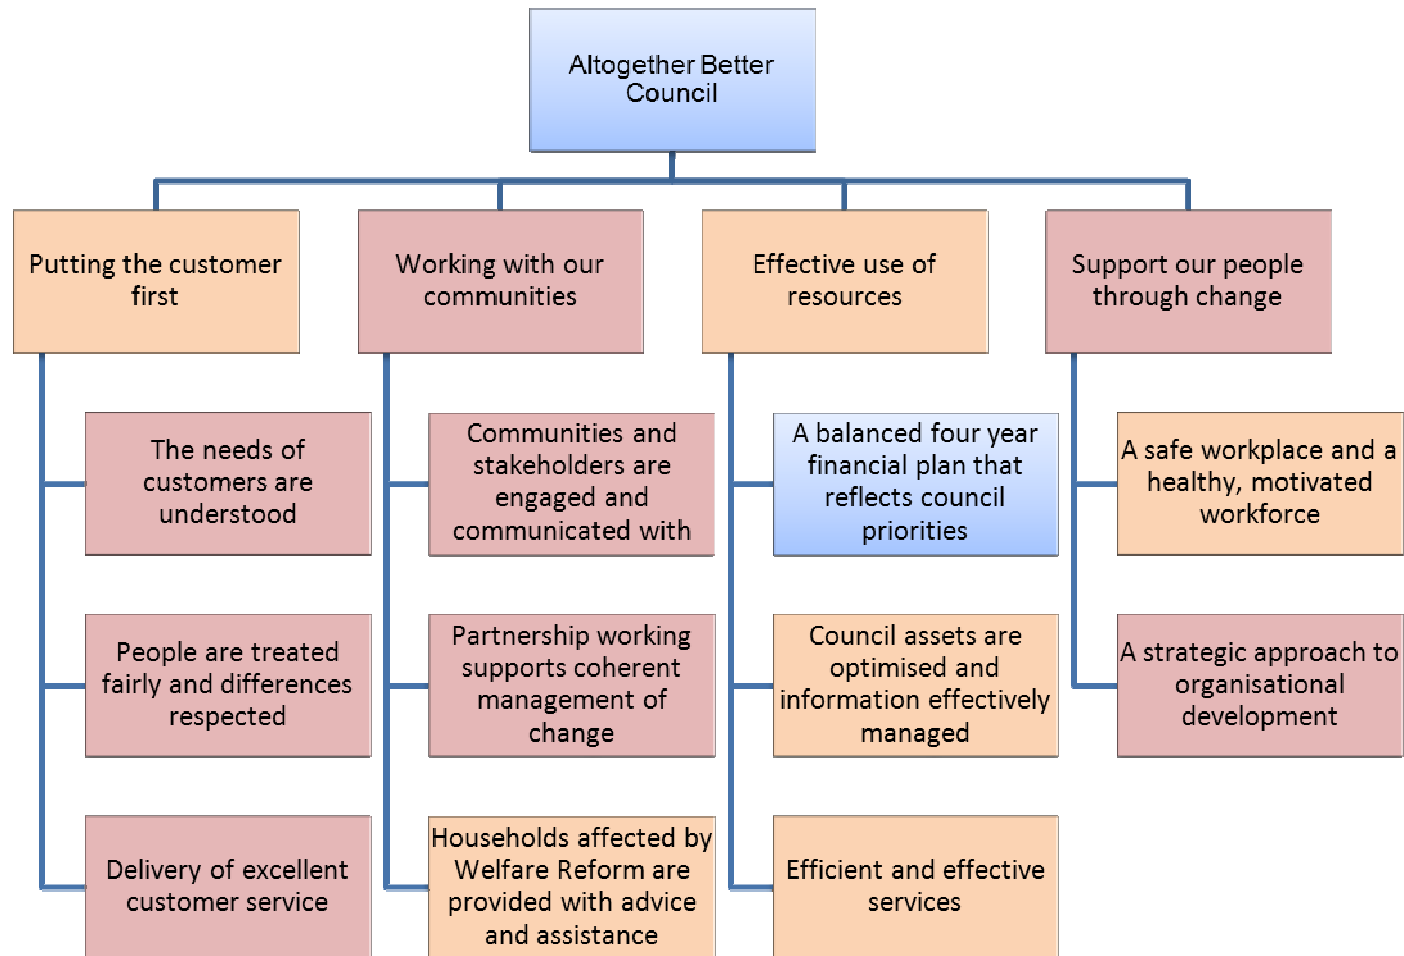 Altogether Better
Council
Putting the customer
first
Working with our
communities
Effective use of
resources
Support our people
through change
The needs of
customers are
understood
Communities and
stakeholders are
engaged and
communicated with
A balanced four year
financial plan that
reflects council
priorities
A safe workplace and a
healthy, motivated
workforce
People are treated
fairly and differences
respected
Partnership working
supports coherent
management of
change
Council assets are
optimised and
information effectively
managed
A strategic approach to
organisational
development
Delivery of excellent
customer service
Households affected by
Welfare Reform are
provided with advice
and assistance
Efficient and effective
services